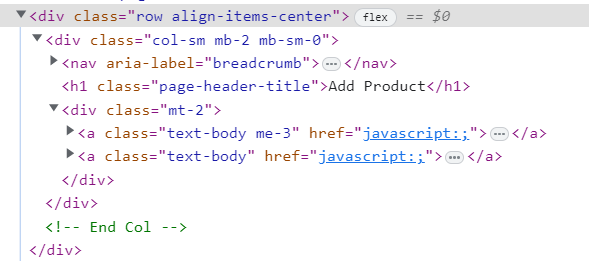 <div class="row align-items-center"> flex == $0
<div class="col-sm mb-2 mb-sm-0">
<nav aria-label="breadcrumb">…</nav>
<h1 class="page-header-title">Add Product</h1>
<div class="mt-2">
<a class="text-body me-3" href="javascript:;">…</a>
<a class="text-body" href="javascript:;">…</a>
</div>
</div>
<!-- End Col -->
</div>